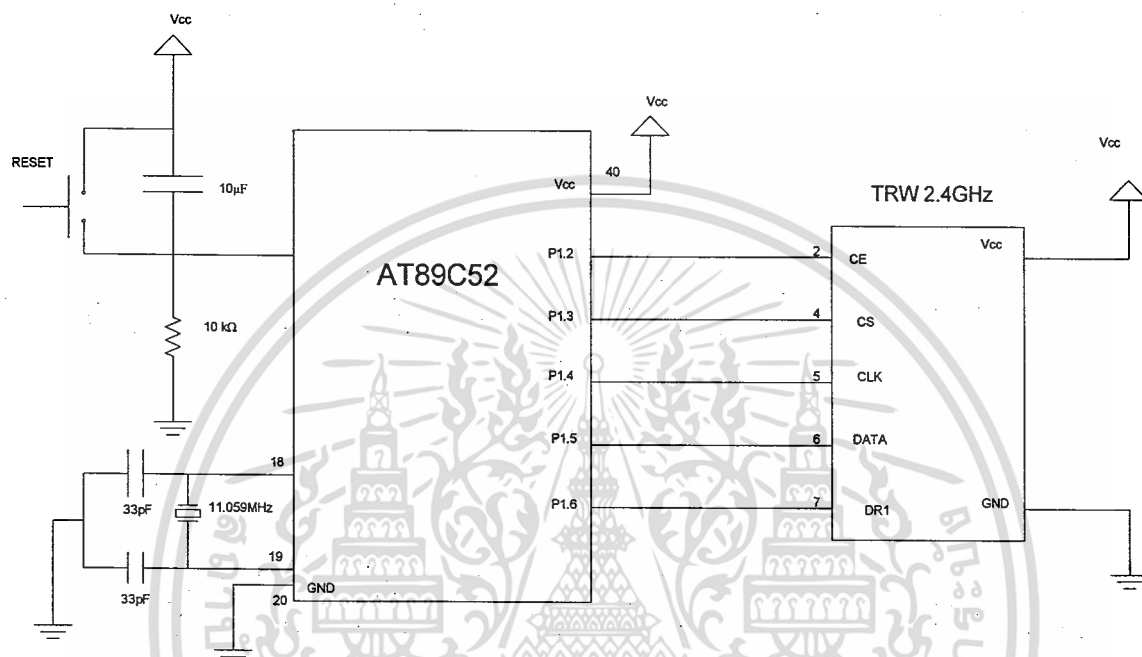 Vcc
RESET
10µF
10 kΩ
18
33pF
11.059MHz
19
33pF
20
GND
AT89C52
Vcc
40
Vcc
P1.2
P1.3
P1.4
P1.5
P1.6
TRW 2.4GHz
Vcc
Vcc
2
CE
4
CS
5
CLK
6
DATA
7
DR1
GND